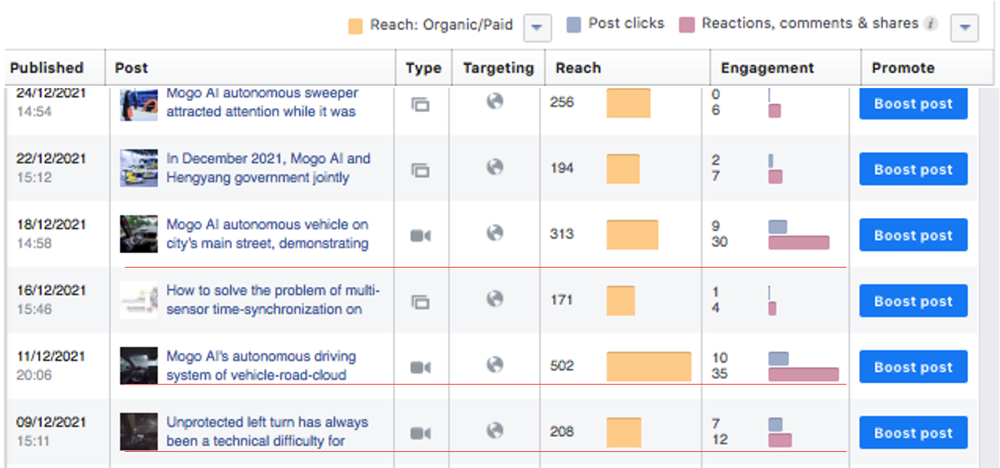 Reach: Organic/Paid
Post clicks
Reactions, comments & shares i
Published Post Type Targeting Reach Engagement Promote
24/12/2021
14:54
Mogo AI autonomous sweeper
attracted attention while it was
256
0
6
Boost post
22/12/2021
15:12
In December 2021, Mogo AI and
Hengyang government jointly
194
2
7
Boost post
18/12/2021
14:58
Mogo AI autonomous vehicle on
city's main street, demonstrating
313
9
30
Boost post
16/12/2021
15:46
How to solve the problem of multi-
sensor time-synchronization on
171
1
4
Boost post
11/12/2021
20:06
Mogo AI's autonomous driving
system of vehicle-road-cloud
502
10
35
Boost post
09/12/2021
15:11
Unprotected left turn has always
been a technical difficulty for
208
7
12
Boost post